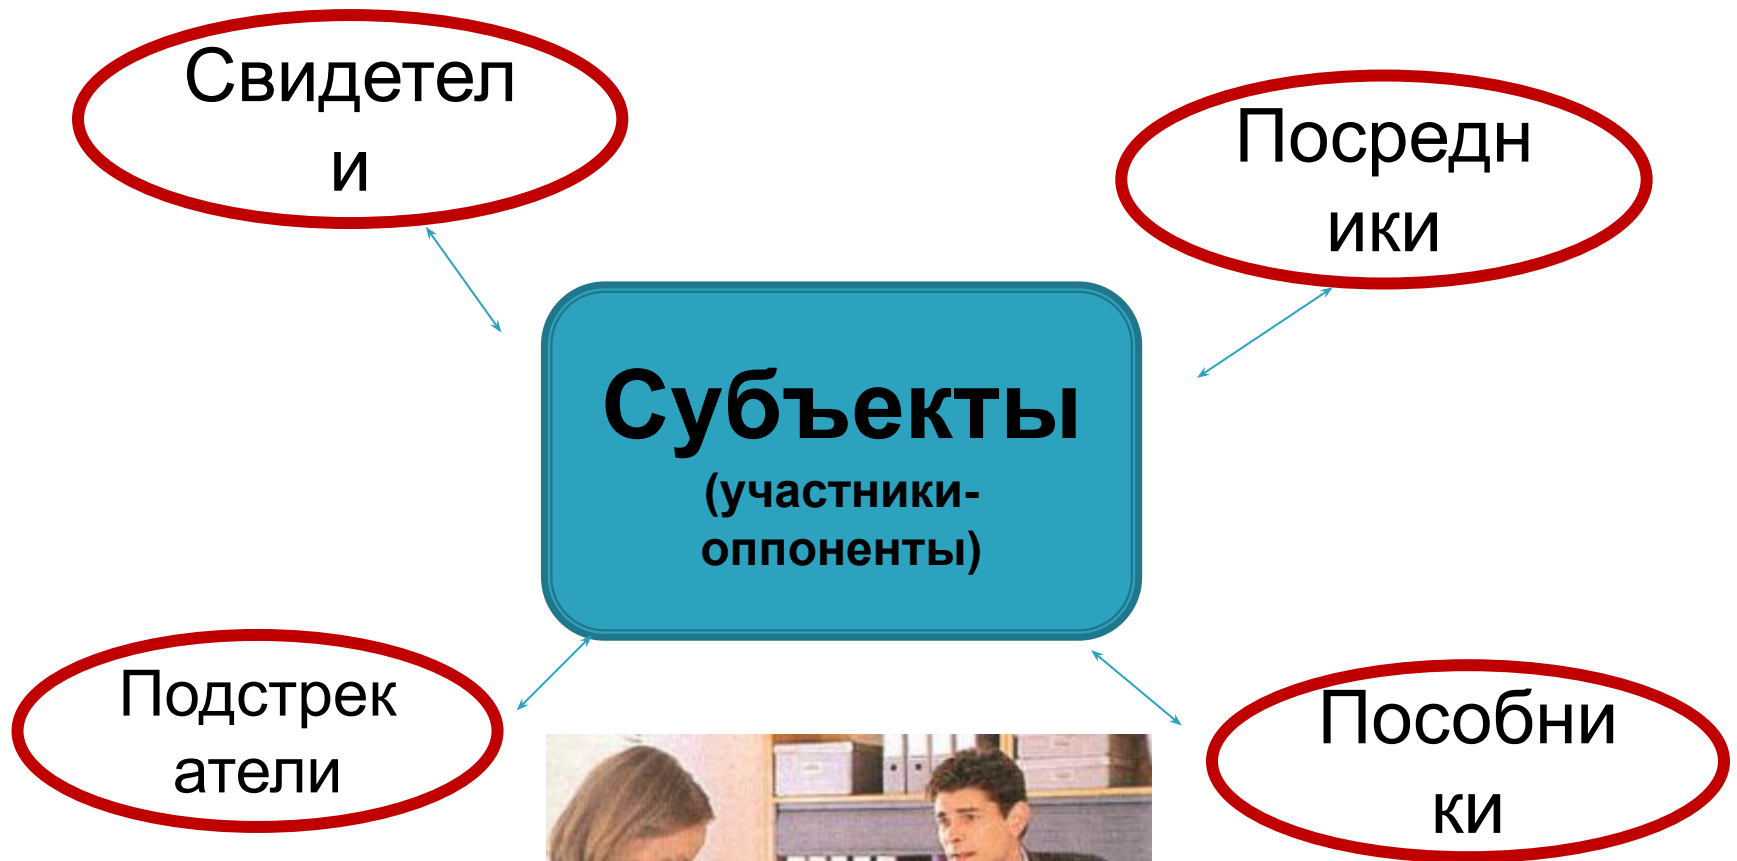 Свидетел
и
Посредн
ики
Субъекты
(участники-
оппоненты)
Подстрек
атели
Пособни
ки